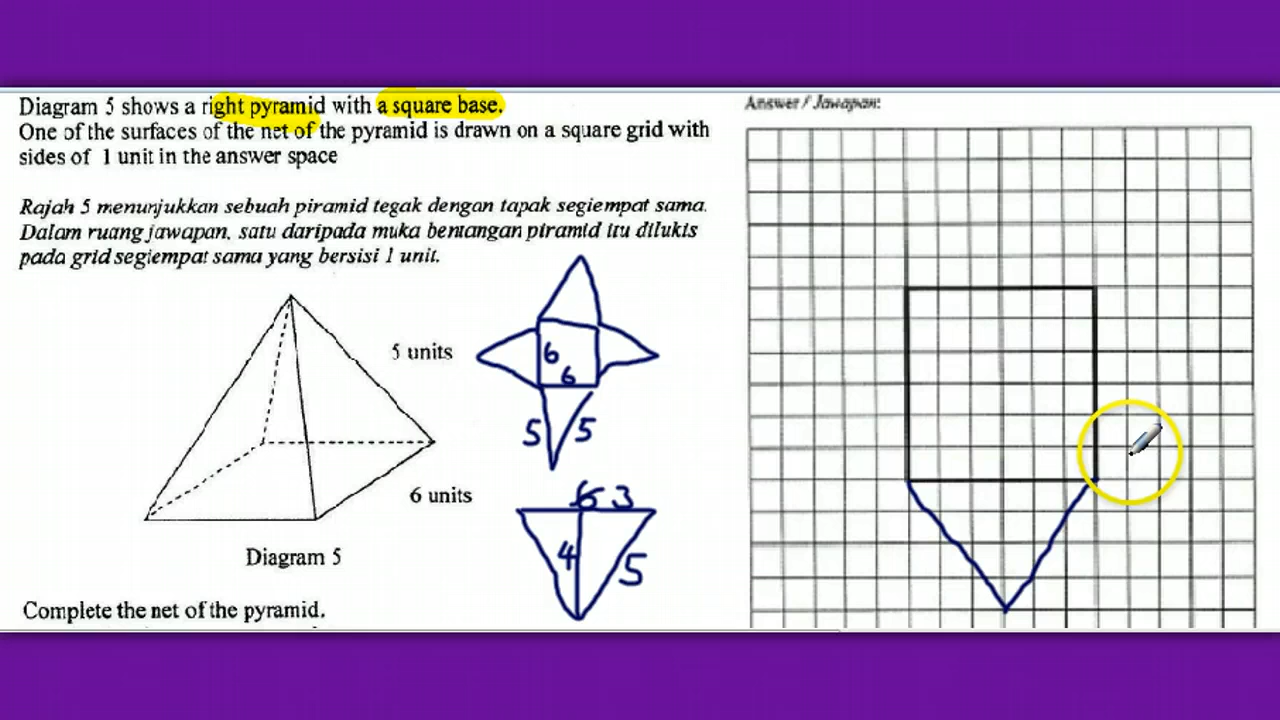 Diagram 5 shows a right pyramid with a square base.
One of the surfaces of the net of the pyramid is drawn on a square grid with
sides of 1 unit in the answer space
Rajah 5 menunjukkan sebuah piramid tegak dengan tapak segiempat sama.
Dalam ruang jawapan, satu daripada muka bentangan piramid itu dilukis
pada grid segiempat sama yang bersisi 1 unit.
5 units
6 units
Diagram 5
Complete the net of the pyramid.
6
6
5 5
6 3
4 5
Answer / Jawapan: